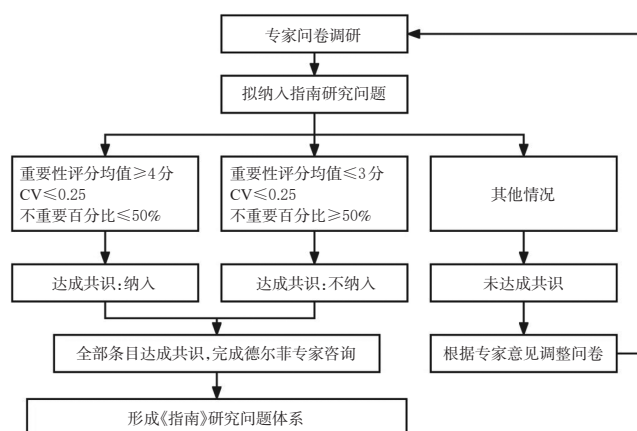 专家问卷调研
拟纳入指南研究问题
重要性评分均值≥4分
CV≤0.25
不重要百分比≤50%
重要性评分均值≤3分
CV≤0.25
不重要百分比≥50%
其他情况
达成共识:纳入
达成共识:不纳入
未达成共识
全部条目达成共识,完成德尔菲专家咨询
根据专家意见调整问卷
形成《指南》研究问题体系